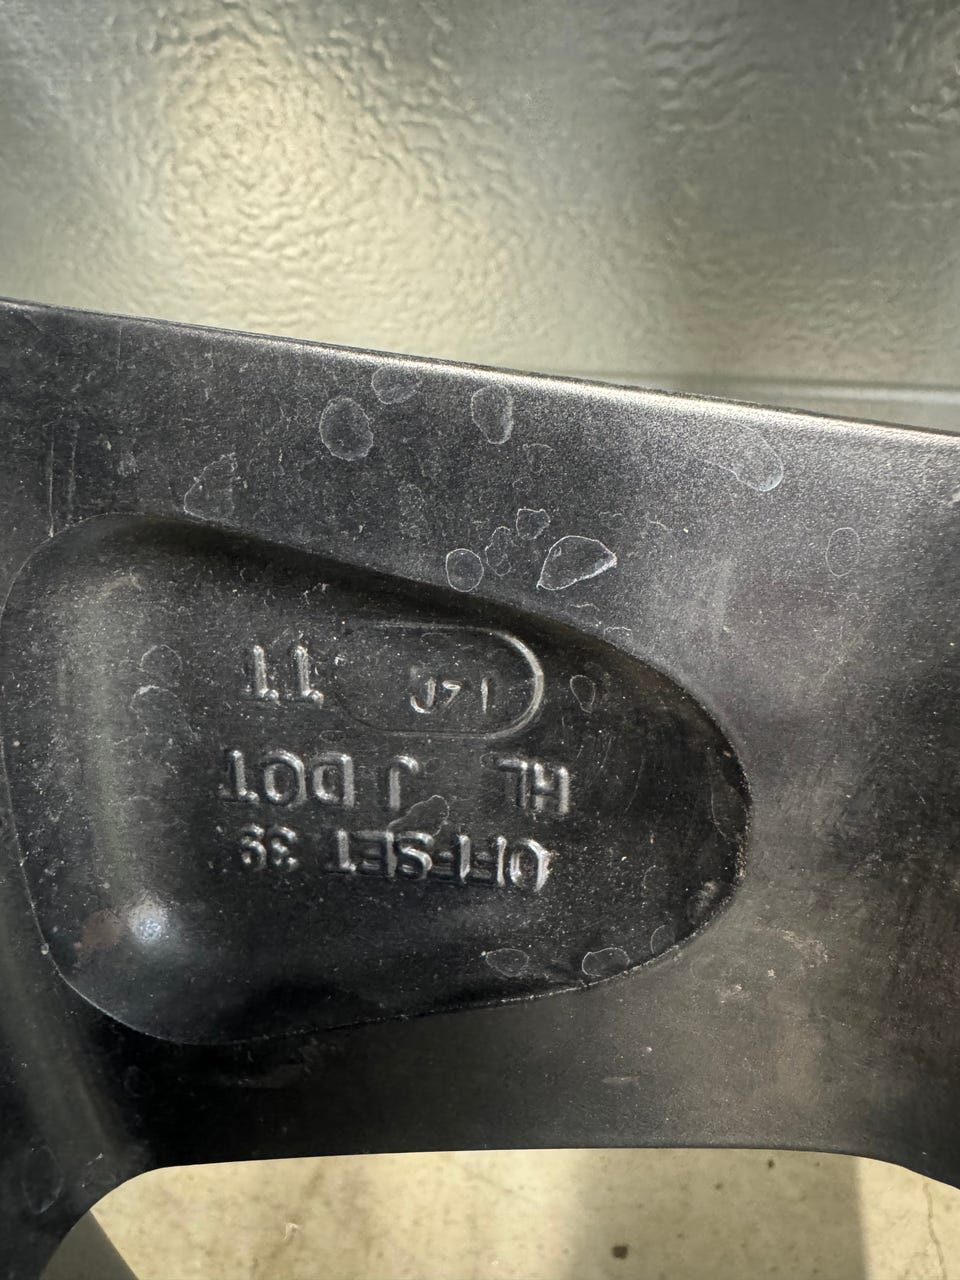 OFFSET 39
HL J DOT
11